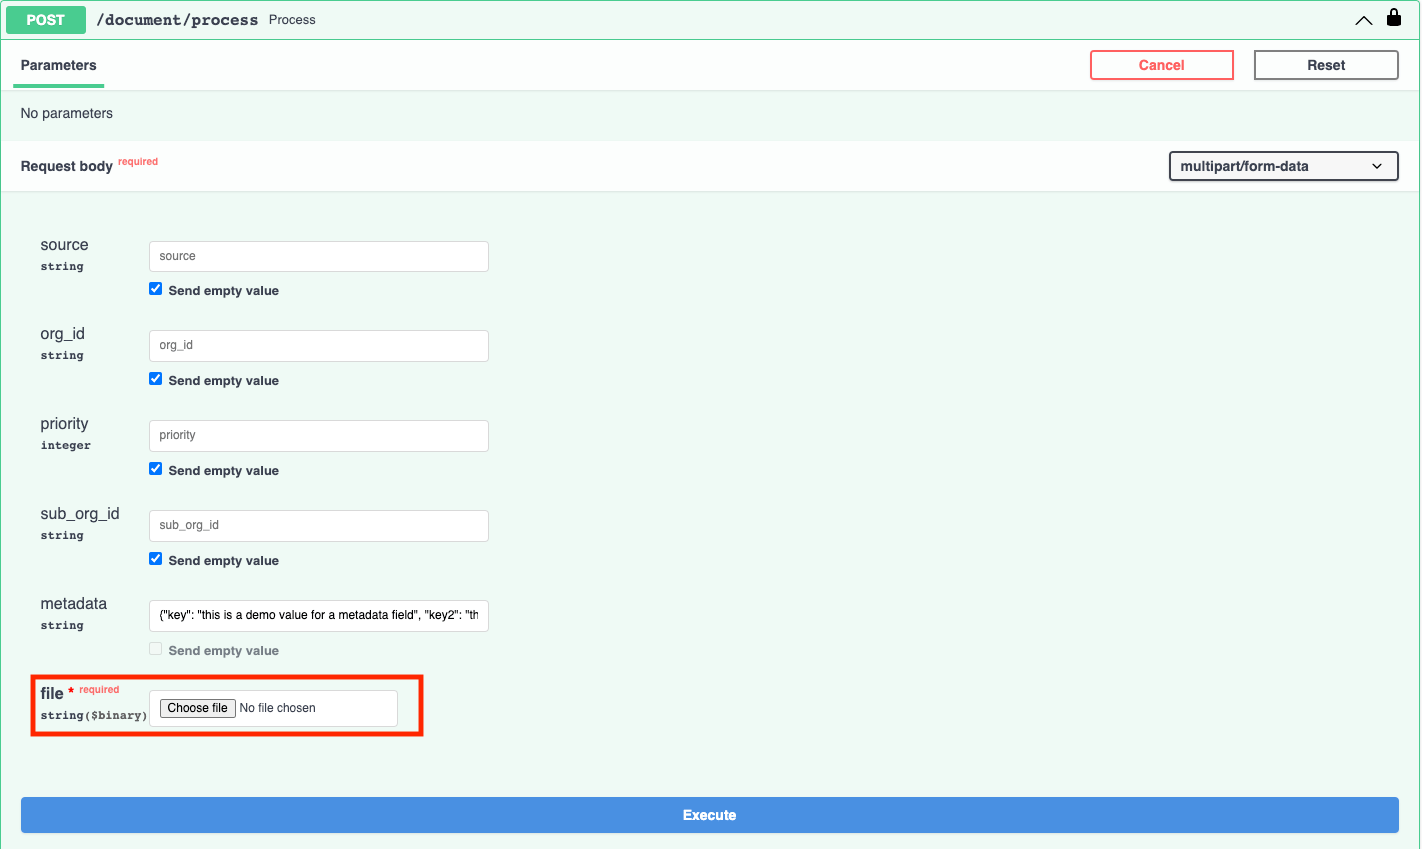 POST /document/process Process
Parameters
Cancel
Reset
No parameters
Request body required
multipart/form-data
source
string
source
Send empty value
org_id
string
org_id
Send empty value
priority
integer
priority
Send empty value
sub_org_id
string
sub_org_id
Send empty value
metadata
string
{"key": "this is a demo value for a metadata field", "key2": "th
Send empty value
file * required
string($binary)
Choose file No file chosen
Execute